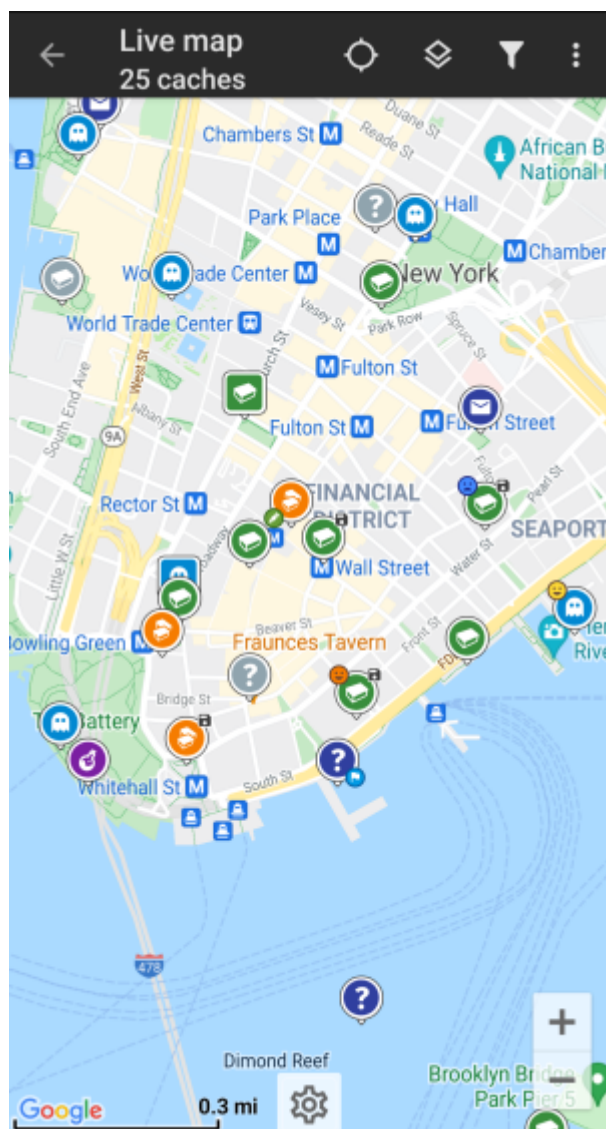 Live map
25 caches
Duane St
Chambers St M
Reade St
African B
National
Park Place
M
? Hall
M Chamber
Trade Center M
New York
Vesey St
Park Row
Spruce St
World Trade Center
West St
South End Ave
M Fulton St
Albany St
Fulton St M
Street
9A
Rector St M
FINANCIAL
Pearl St
SEAPORT
Little W St
M Wall Street
Water St
Bowling Green M
Beaver St
Fraunces Tavern
Front St
River
?
Bridge St
Battery
Whitehall St M
South St
?
478
?
+
Dimond Reef
Brooklyn Bridge
Park Pier 5
Google
0.3 mi